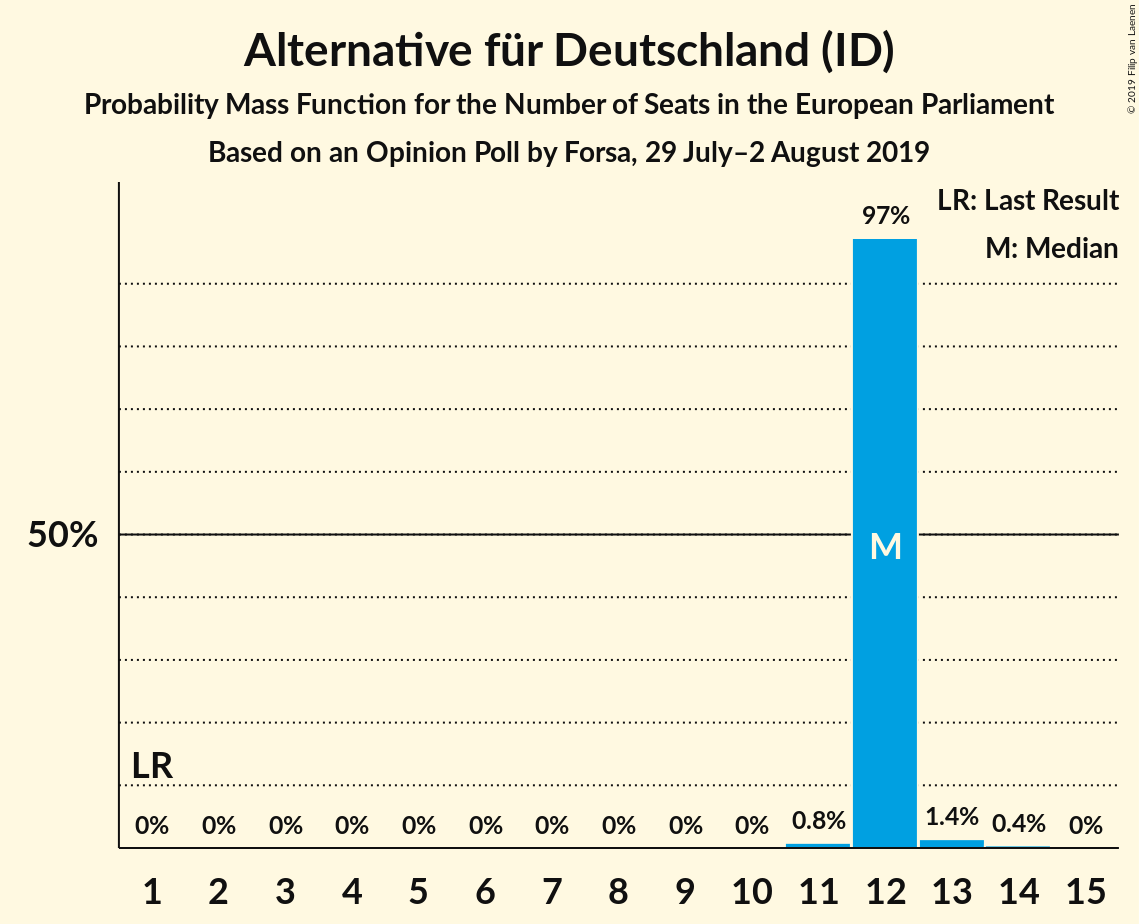 Alternative für Deutschland (ID)
Probability Mass Function for the Number of Seats in the European Parliament
Based on an Opinion Poll by Forsa, 29 July–2 August 2019
© 2019 Filip van Laenen
LR: Last Result
M: Median
97%
50%
M
LR
0% 0% 0% 0% 0% 0% 0% 0% 0% 0% 0.8% 1.4% 0.4% 0%
1 2 3 4 5 6 7 8 9 10 11 12 13 14 15